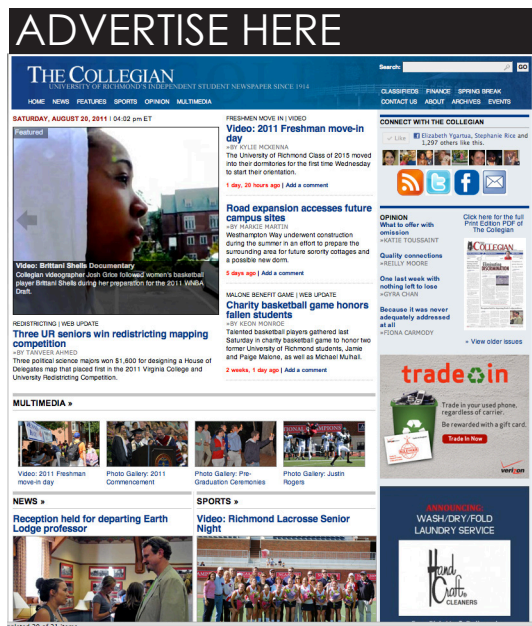 ADVERTISE HERE
THE COLLEGIAN
UNIVERSITY OF RICHMOND'S INDEPENDENT STUDENT NEWSPAPER SINCE 1914
HOME NEWS FEATURES SPORTS OPINION MULTIMEDIA
Search: GO
CLASSIFIEDS FINANCE SPRING BREAK
CONTACT US ABOUT ARCHIVES EVENTS
SATURDAY, AUGUST 20, 2011 | 04:02 pm ET
Featured
Video: Brittani Shells Documentary
Collegian videographer Josh Grice followed women's basketball
player Brittani Shells during her preparation for the 2011 WNBA
Draft.
REDISTRICTING | WEB UPDATE
Three UR seniors win redistricting mapping
competition
»BY TANVEER AHMED
Three political science majors won $1,600 for designing a House of
Delegates map that placed first in the 2011 Virginia College and
University Redistricting Competition.
FRESHMEN MOVE IN | VIDEO
Video: 2011 Freshman move-in
day
»BY KYLIE MCKENNA
The University of Richmond Class of 2015 moved
into their dormitories for the first time Wednesday
to start their orientation.
1 day, 20 hours ago | Add a comment
Road expansion accesses future
campus sites
»BY MARKIE MARTIN
Westhampton Way underwent construction
during the summer in an effort to prepare the
surrounding area for future sorority cottages and
a possible new dorm.
5 days ago | Add a comment
MALONE BENEFIT GAME | WEB UPDATE
Charity basketball game honors
fallen students
»BY KEON MONROE
Talented basketball players gathered last
Saturday in charity basketball game to honor two
former University of Richmond students, Jamie
and Paige Malone, as well as Michael Mulhall.
2 weeks, 1 day ago | Add a comment
CONNECT WITH THE COLLEGIAN
Like Elizabeth Ygartua, Stephanie Rice and
1,297 others like this.
OPINION
What to offer with
omission
»KATIE TOUSSAINT
Quality connections
»REILLY MOORE
One last week with
nothing left to lose
»GYRA CHAN
Because it was never
adequately addressed
at all
»FIONA CARMODY
Click here for the full
Print Edition PDF of
The Collegian
COLLEGIAN
DISCRIMINATION
» View older issues
MULTIMEDIA »
Video: 2011 Freshman
move-in day
Photo Gallery: 2011
Commencement
Photo Gallery: Pre-
Graduation Ceremonies
Photo Gallery: Justin
Rogers
trade in
Trade in your used phone,
regardless of carrier.
Be rewarded with a gift card.
Trade In Now
verizon
NEWS »
Reception held for departing Earth
Lodge professor
SPORTS »
Video: Richmond Lacrosse Senior
Night
ANNOUNCING:
WASH/DRY/FOLD
LAUNDRY SERVICE
Hand
Craft
CLEANERS